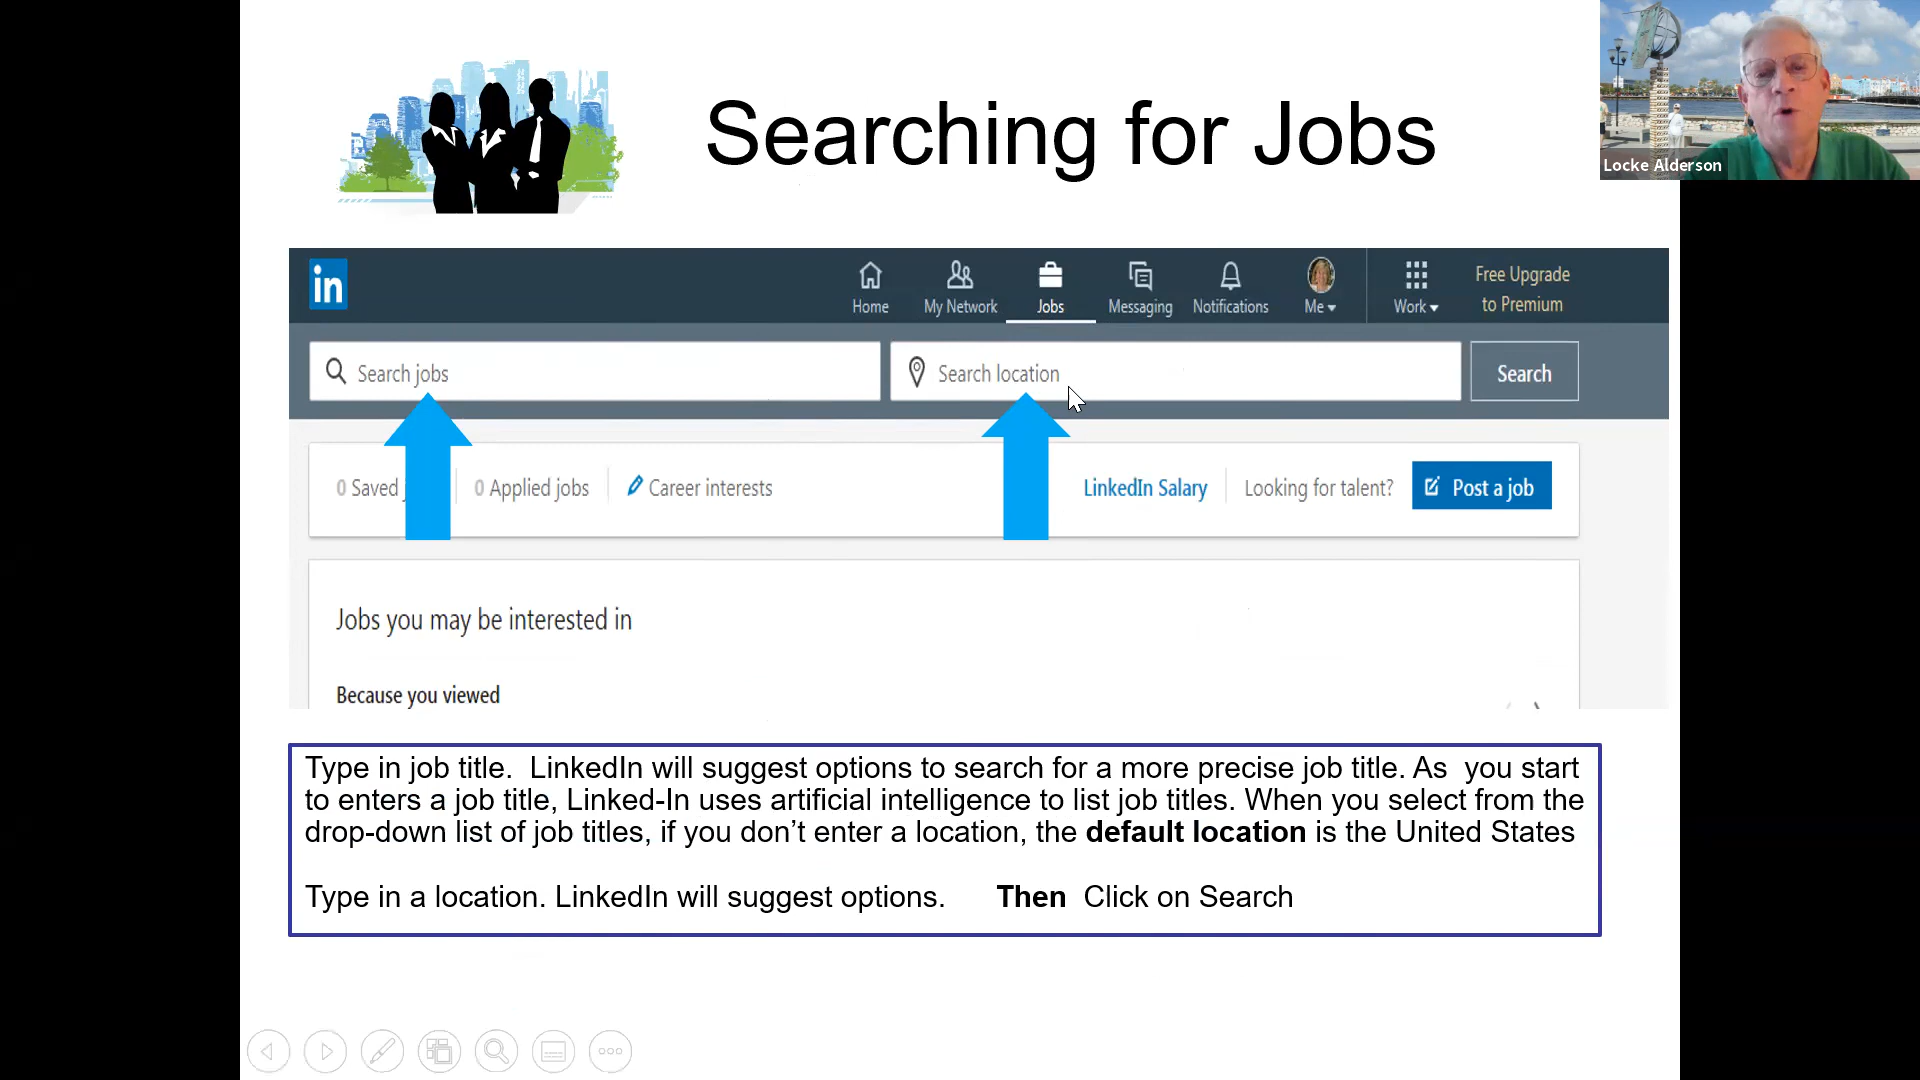 Searching for Jobs
Locke Alderson
in
Home
My Network
Jobs
Messaging
Notifications
Me
Work
Free Upgrade
to Premium
Search jobs
Search location
Search
0 Saved
0 Applied jobs
Career interests
LinkedIn Salary
Looking for talent?
Post a job
Jobs you may be interested in
Because you viewed
Type in job title.  LinkedIn will suggest options to search for a more precise job title. As  you start
to enters a job title, Linked-In uses artificial intelligence to list job titles. When you select from the
drop-down list of job titles, if you don’t enter a location, the default location is the United States
Type in a location. LinkedIn will suggest options.      Then  Click on Search